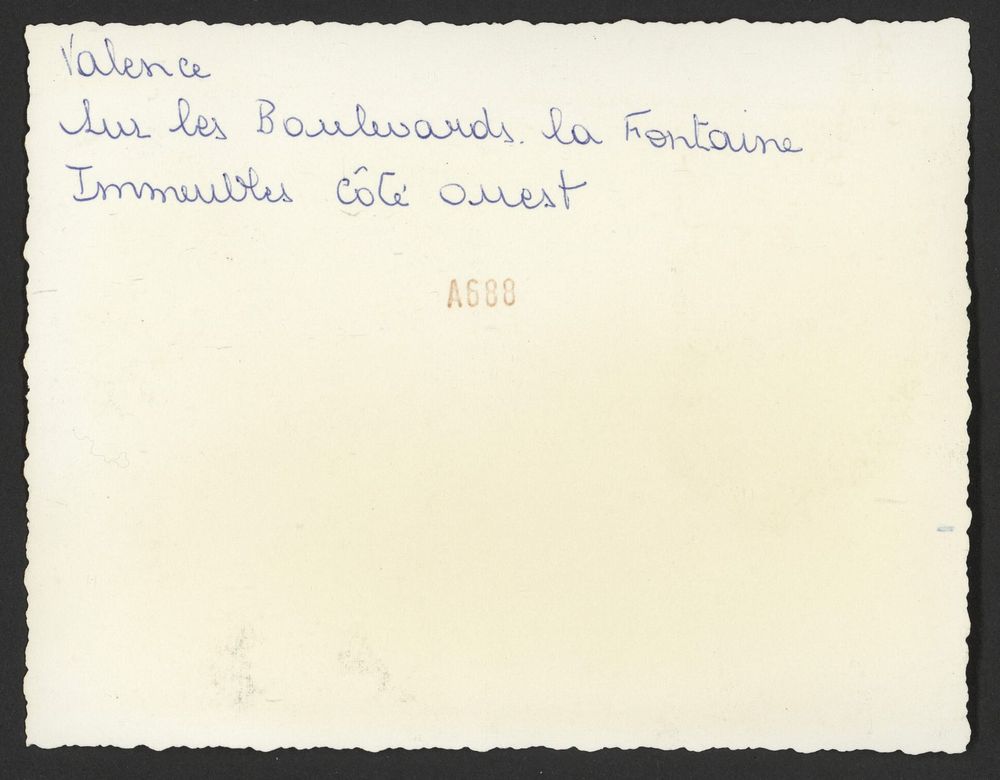 Valence
Sur les Boulevards. la Fontaine
Immeubles Côté Ouest
A688